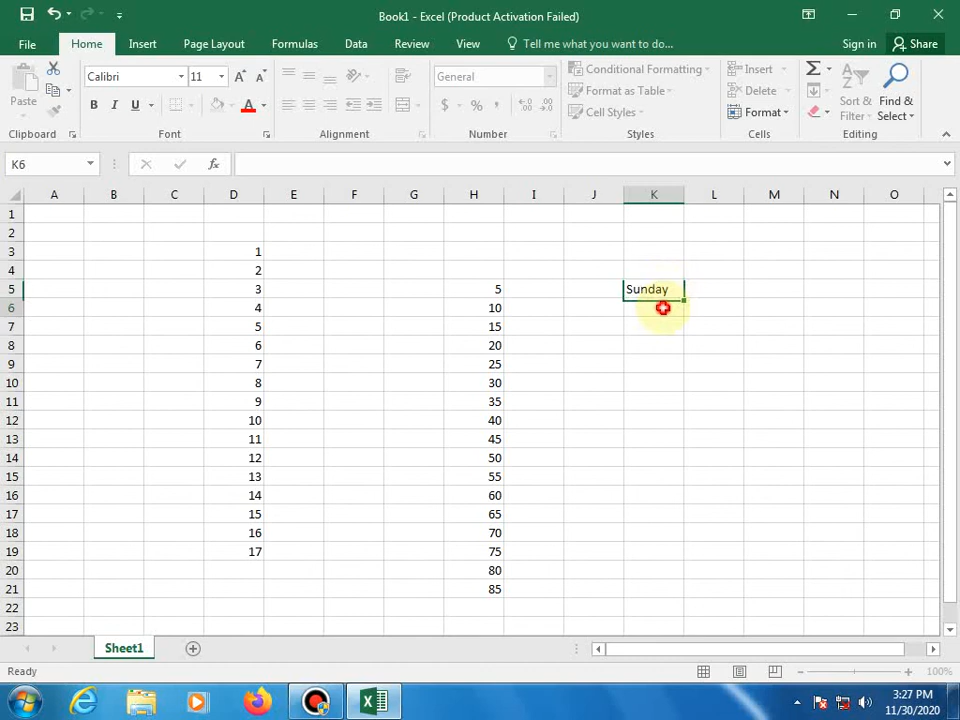 Book1 - Excel (Product Activation Failed)
File Home Insert Page Layout Formulas Data Review View Tell me what you want to do... Sign in Share
Paste
Calibri 11 A A
General
Conditional Formatting
Format as Table
Cell Styles
Insert
Delete
Format
Sort & Filter
Find & Select
B I U A
$ % ,
Clipboard Font Alignment Number Styles Cells Editing
K6 fx
A B C D E F G H I J K L M N O
1
2
3 1
4 2
5 3 5 Sunday
6 4 10
7 5 15
8 6 20
9 7 25
10 8 30
11 9 35
12 10 40
13 11 45
14 12 50
15 13 55
16 14 60
17 15 65
18 16 70
19 17 75
20 80
21 85
22
23
Sheet1
Ready 100%
3:27 PM
11/30/2020